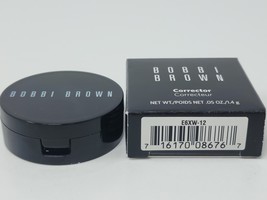 BOBBI BROWN
BOBBI
BROWN
Corrector
Correcteur
NET WT./POIDS NET .05 OZ/1.4 g
E6XW-12
7 16170 08676 7